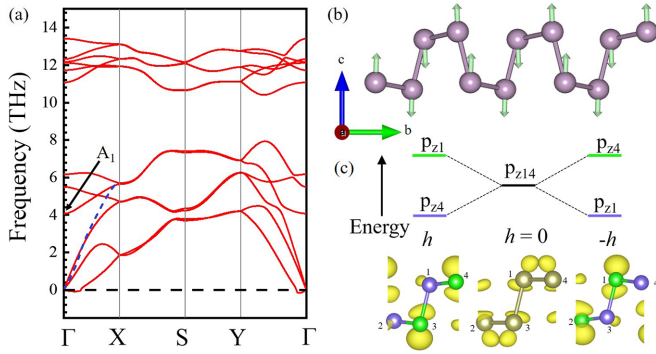 (a)
Frequency (THz)
14
12
10
8
6
4
2
0
A1
Γ X S Y Γ
(b)
c
a
b
(c)
Energy
pz1 pz4
pz14
pz4 pz1
h h = 0 -h
1 4 2 3
1 4 2 3
1 4 2 3